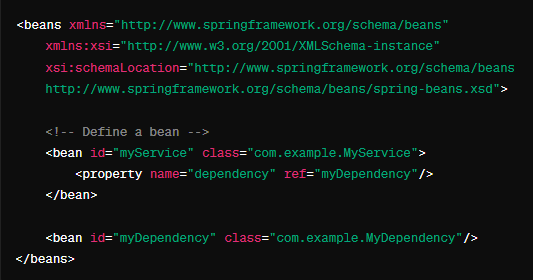 <beans xmlns="http://www.springframework.org/schema/beans"
    xmlns:xsi="http://www.w3.org/2001/XMLSchema-instance"
    xsi:schemaLocation="http://www.springframework.org/schema/beans
    http://www.springframework.org/schema/beans/spring-beans.xsd">
    <!-- Define a bean -->
    <bean id="myService" class="com.example.MyService">
        <property name="dependency" ref="myDependency"/>
    </bean>
    <bean id="myDependency" class="com.example.MyDependency"/>
</beans>